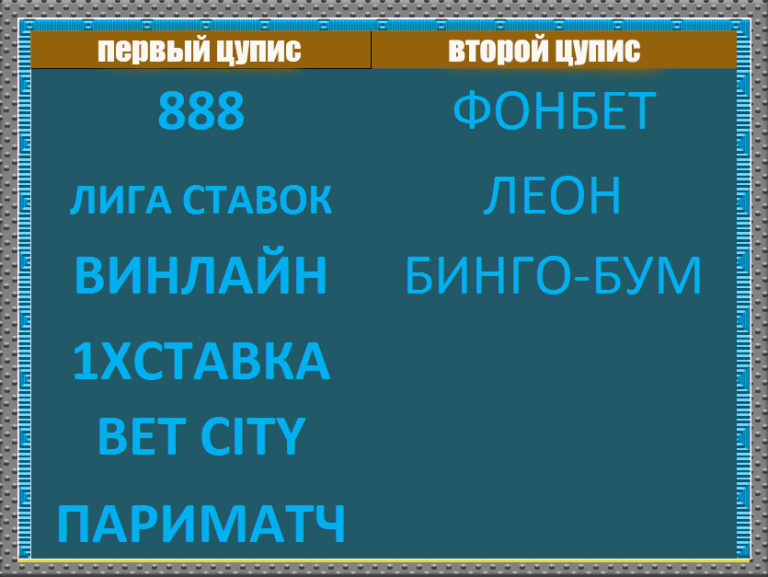 первый цупис
второй цупис
888
ФОНБЕТ
ЛИГА СТАВОК
ЛЕОН
ВИНЛАЙН
БИНГО-БУМ
1ХСТАВКА
BET CITY
ПАРИМАТЧ